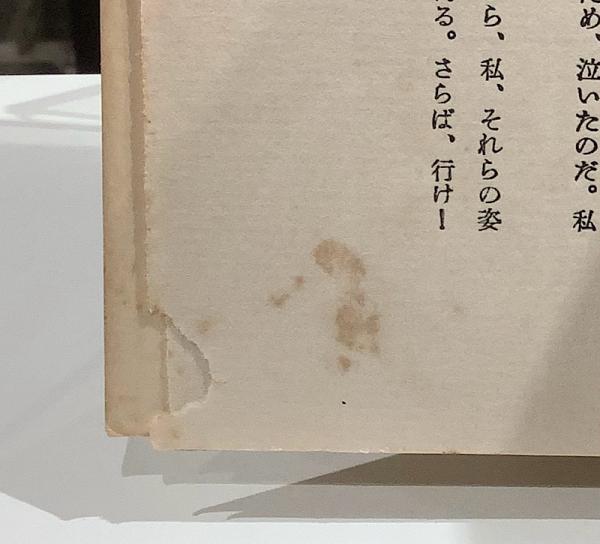 め、泣いたのだ。私
ら、私、それらの姿
る。さらば、行け！